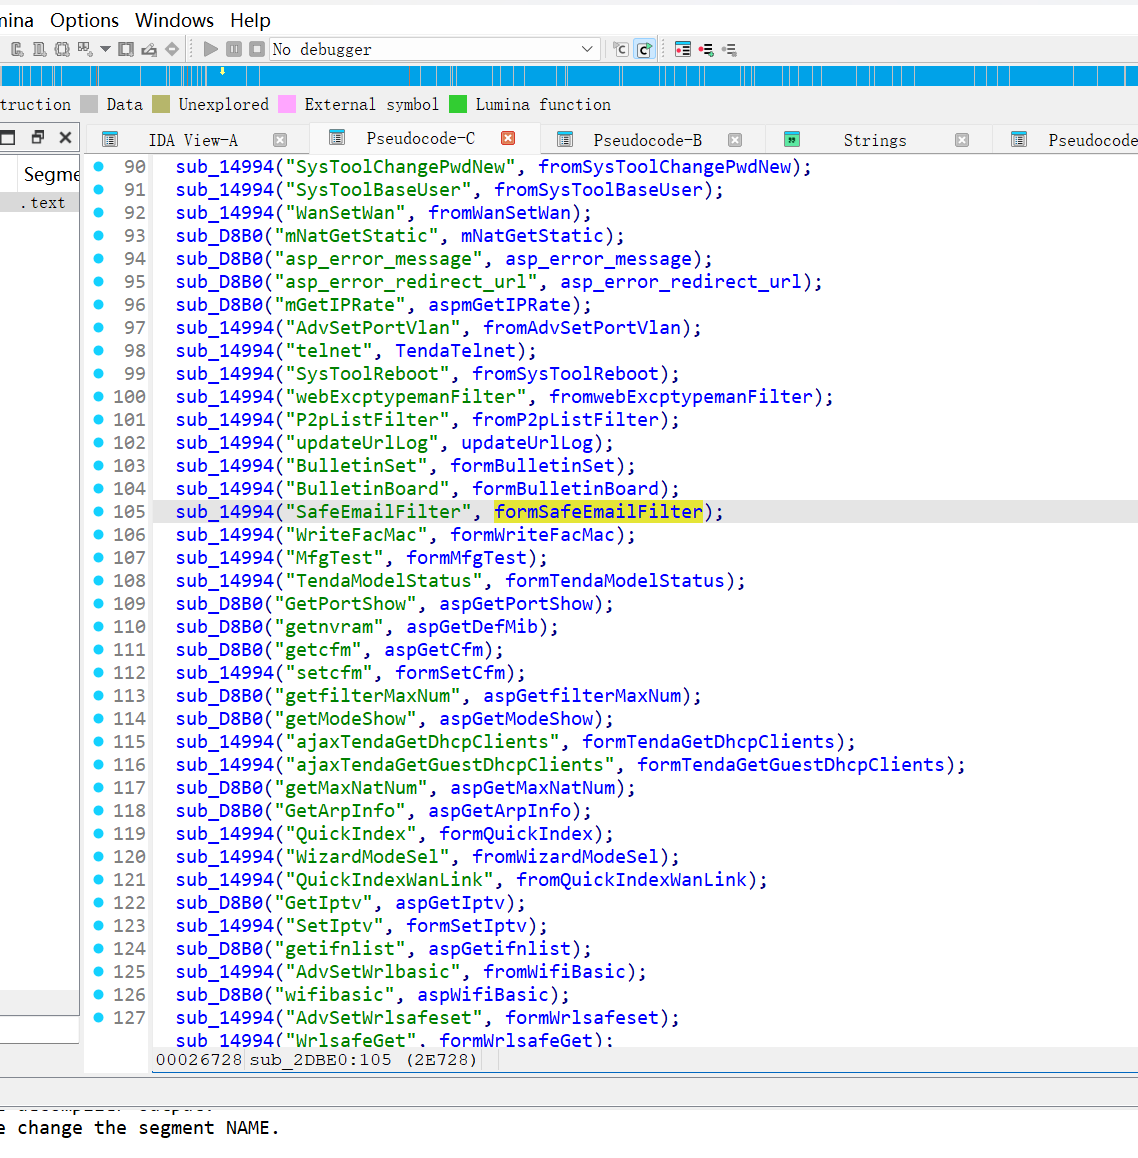 mina Options Windows Help
No debugger
truction Data Unexplored External symbol Lumina function
IDA View-A Pseudocode-C Pseudocode-B Strings Pseudocode
Segme
.text
90 sub_14994("SysToolChangePwdNew", fromSysToolChangePwdNew);
91 sub_14994("SysToolBaseUser", fromSysToolBaseUser);
92 sub_14994("WanSetWan", fromWanSetWan);
93 sub_D8B0("mNatGetStatic", mNatGetStatic);
94 sub_D8B0("asp_error_message", asp_error_message);
95 sub_D8B0("asp_error_redirect_url", asp_error_redirect_url);
96 sub_D8B0("mGetIPRate", aspmGetIPRate);
97 sub_14994("AdvSetPortVlan", fromAdvSetPortVlan);
98 sub_14994("telnet", TendaTelnet);
99 sub_14994("SysToolReboot", fromSysToolReboot);
100 sub_14994("webExcptypemanFilter", fromwebExcptypemanFilter);
101 sub_14994("P2pListFilter", fromP2pListFilter);
102 sub_14994("updateUrlLog", updateUrlLog);
103 sub_14994("BulletinSet", formBulletinSet);
104 sub_14994("BulletinBoard", formBulletinBoard);
105 sub_14994("SafeEmailFilter", formSafeEmailFilter);
106 sub_14994("WriteFacMac", formWriteFacMac);
107 sub_14994("MfgTest", formMfgTest);
108 sub_14994("TendaModelStatus", formTendaModelStatus);
109 sub_D8B0("GetPortShow", aspGetPortShow);
110 sub_D8B0("getnvram", aspGetDefMib);
111 sub_D8B0("getcfm", aspGetCfm);
112 sub_14994("setcfm", formSetCfm);
113 sub_D8B0("getfilterMaxNum", aspGetfilterMaxNum);
114 sub_D8B0("getModeShow", aspGetModeShow);
115 sub_14994("ajaxTendaGetDhcpClients", formTendaGetDhcpClients);
116 sub_14994("ajaxTendaGetGuestDhcpClients", formTendaGetGuestDhcpClients);
117 sub_D8B0("getMaxNatNum", aspGetMaxNatNum);
118 sub_D8B0("GetArpInfo", aspGetArpInfo);
119 sub_14994("QuickIndex", formQuickIndex);
120 sub_14994("WizardModeSel", fromWizardModeSel);
121 sub_14994("QuickIndexWanLink", fromQuickIndexWanLink);
122 sub_D8B0("GetIptv", aspGetIptv);
123 sub_14994("SetIptv", formSetIptv);
124 sub_D8B0("getifnlist", aspGetifnlist);
125 sub_14994("AdvSetWrlbasic", fromWifiBasic);
126 sub_D8B0("wifibasic", aspWifiBasic);
127 sub_14994("AdvSetWrlsafeset", formWrlsafeset);
sub_14994("WrlsafeGet", formWrlsafeGet);
00026728 sub_2DBE0:105 (2E728)
decompiler output.
e change the segment NAME.